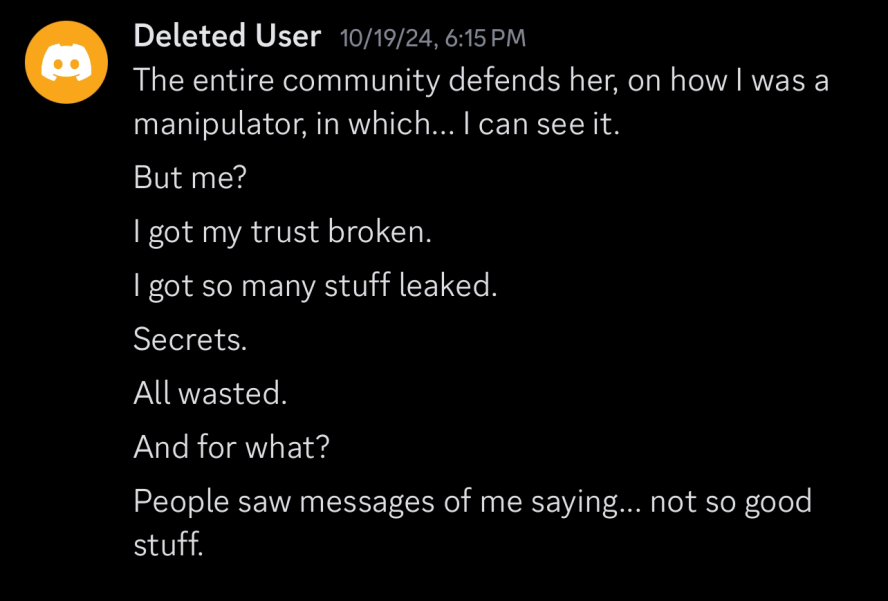 Deleted User 10/19/24, 6:15 PM
The entire community defends her, on how I was a
manipulator, in which... I can see it.
But me?
I got my trust broken.
I got so many stuff leaked.
Secrets.
All wasted.
And for what?
People saw messages of me saying... not so good
stuff.